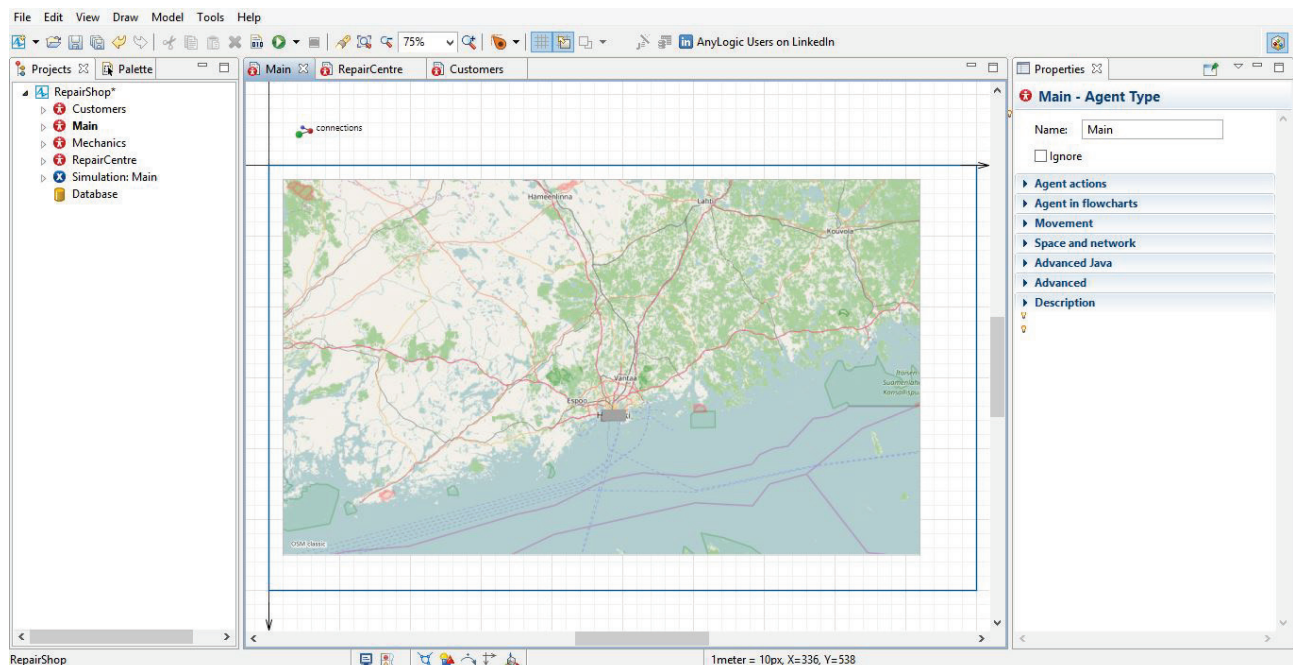 File Edit View Draw Model Tools Help
75%
AnyLogic Users on LinkedIn
Projects Palette
RepairShop*
Customers
Main
Mechanics
RepairCentre
Simulation: Main
Database
Main RepairCentre Customers
connections
Hämeenlinna
Lahti
Kouvola
Vantaa
Espoo
OSM classic
Properties
Main - Agent Type
Name: Main
Ignore
Agent actions
Agent in flowcharts
Movement
Space and network
Advanced Java
Advanced
Description
RepairShop
1meter = 10px, X=336, Y=538